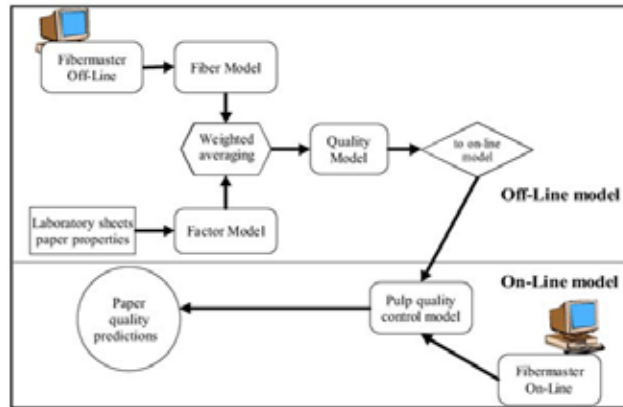 Fibermaster
Off-Line
Fiber Model
Weighted
averaging
Quality
Model
to on-line
model
Off-Line model
Laboratory sheets
paper properties
Factor Model
On-Line model
Paper
quality
predictions
Pulp quality
control model
Fibermaster
On-Line